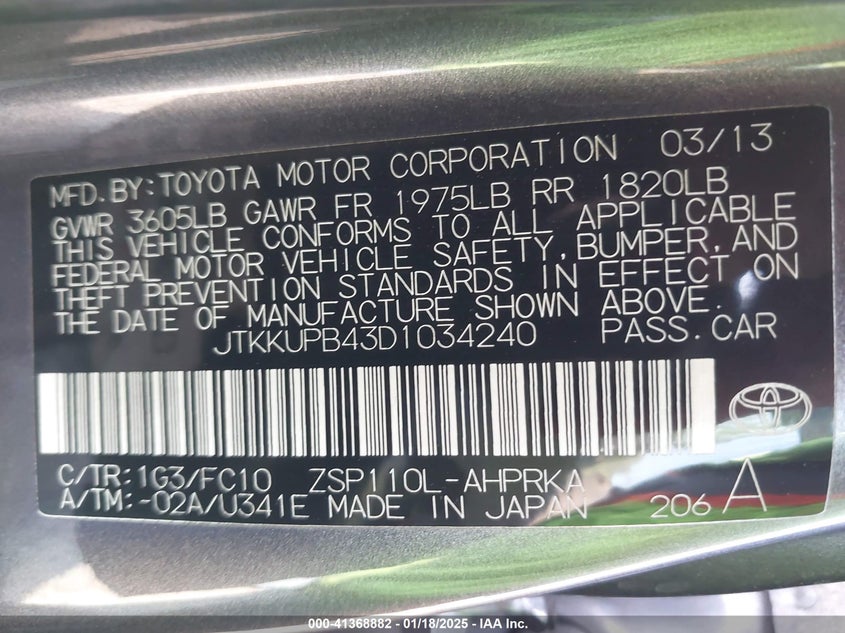 MFD. BY: TOYOTA MOTOR CORPORATION 03/13
GVWR 3605LB GAWR FR 1975LB RR 1820LB
THIS VEHICLE CONFORMS TO ALL APPLICABLE
FEDERAL MOTOR VEHICLE SAFETY, BUMPER, AND
THEFT PREVENTION STANDARDS IN EFFECT ON
THE DATE OF MANUFACTURE SHOWN ABOVE.
JTKKUPB43D1034240 PASS. CAR
C/TR: 1G3/FC10 ZSP110L-AHPRKA
A/TM: -02A/U341E MADE IN JAPAN 206 A
000-41368882 - 01/18/2025 - IAA Inc.